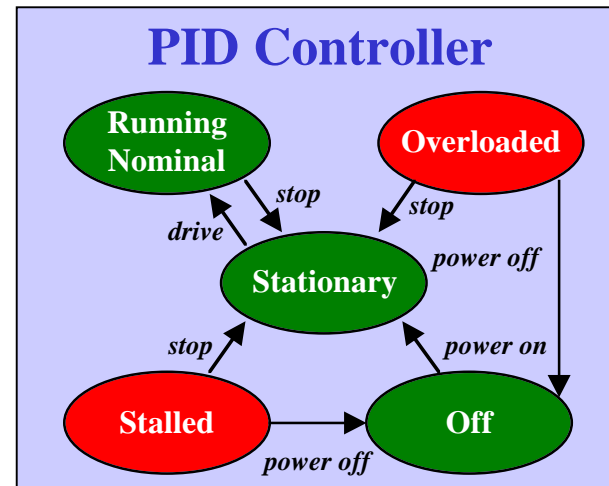 PID Controller
Running
Nominal
Overloaded
stop
stop
drive
Stationary
power off
stop
power on
Stalled
Off
power off